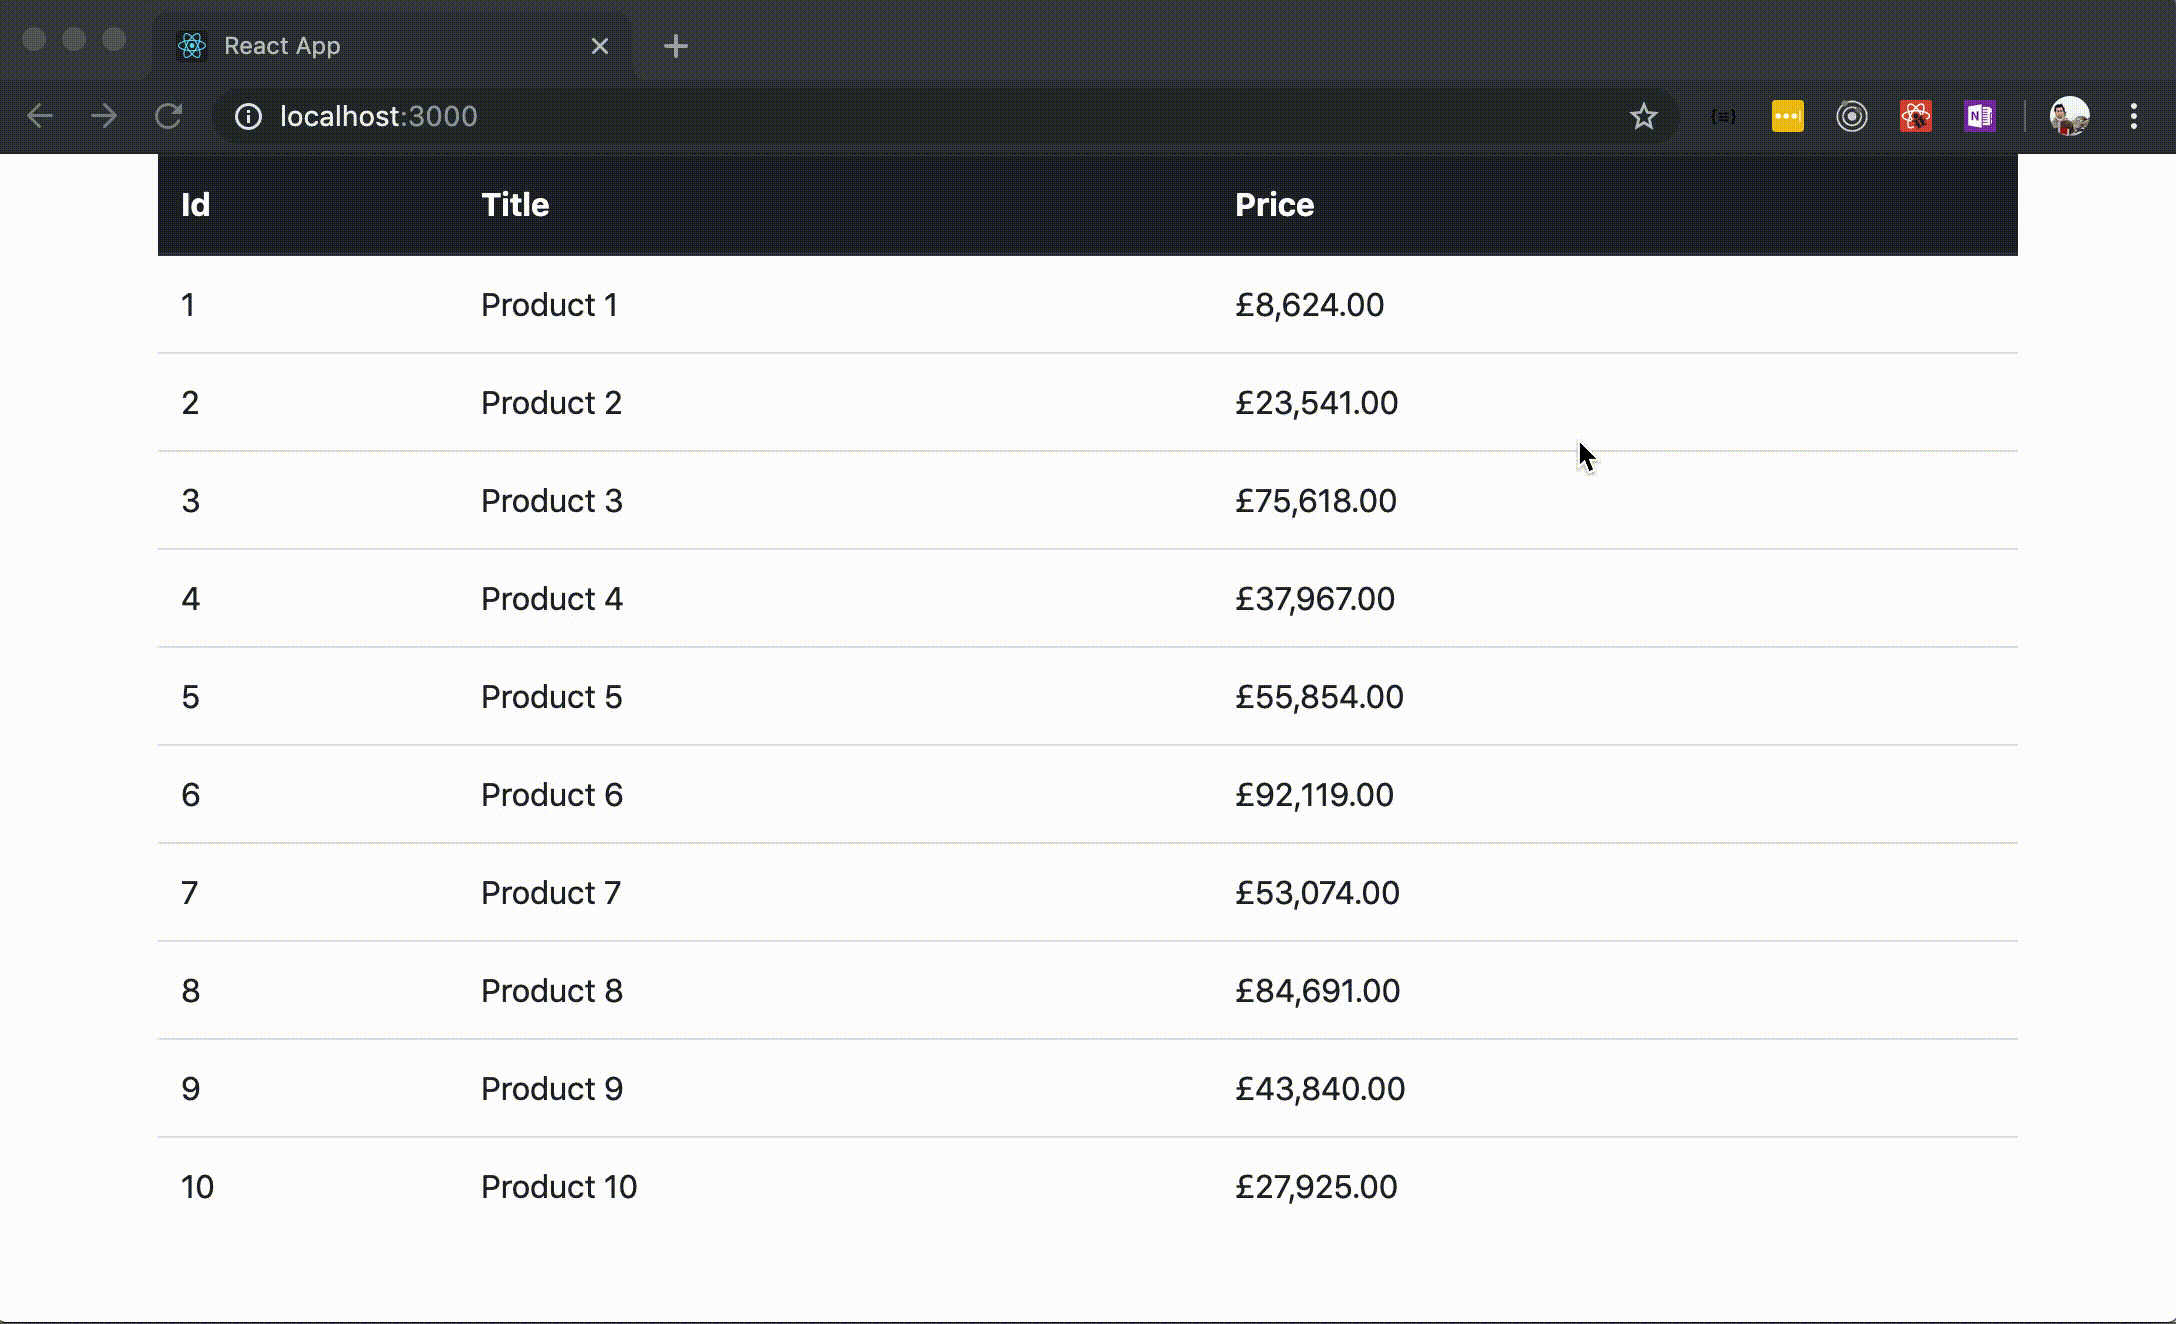 React App
localhost:3000
Id Title Price
1 Product 1 £8,624.00
2 Product 2 £23,541.00
3 Product 3 £75,618.00
4 Product 4 £37,967.00
5 Product 5 £55,854.00
6 Product 6 £92,119.00
7 Product 7 £53,074.00
8 Product 8 £84,691.00
9 Product 9 £43,840.00
10 Product 10 £27,925.00